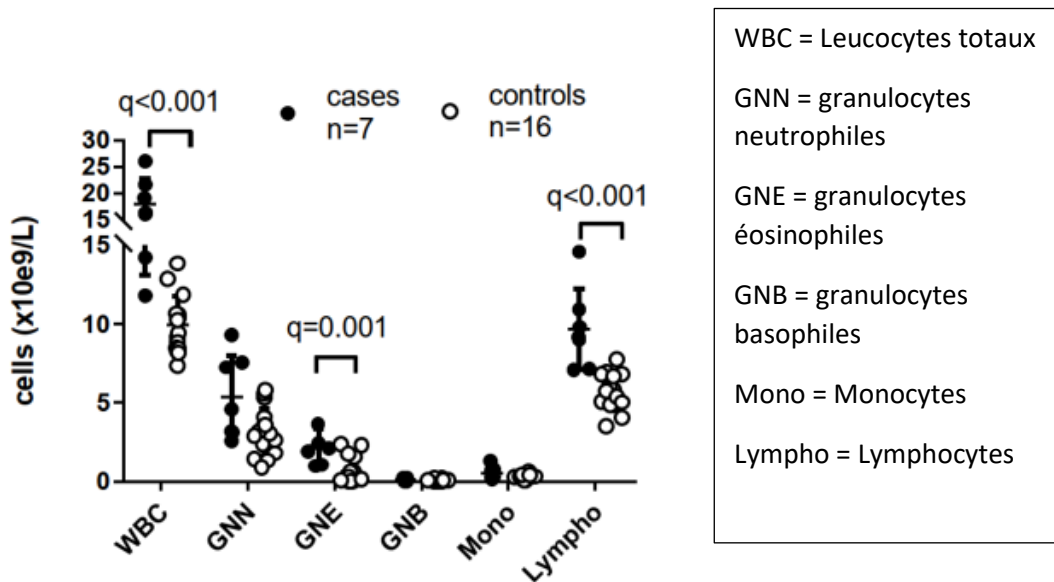 cases
controls
n=7
n=16
q<0.001
30
25
20
15
15
10
5
0
cells (x10e9/L)
q=0.001
q<0.001
WBC
GNN
GNE
GNB
Mono
Lympho
WBC = Leucocytes totaux
GNN = granulocytes
neutrophiles
GNE = granulocytes
éosinophiles
GNB = granulocytes
basophiles
Mono = Monocytes
Lympho = Lymphocytes